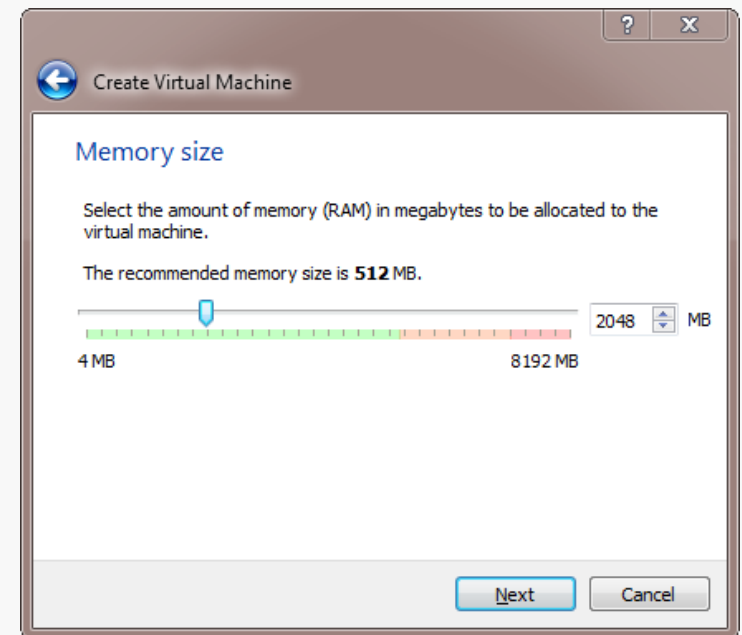 ?
X
Create Virtual Machine
Memory size
Select the amount of memory (RAM) in megabytes to be allocated to the
virtual machine.
The recommended memory size is 512 MB.
2048 MB
4 MB 8192 MB
Next Cancel